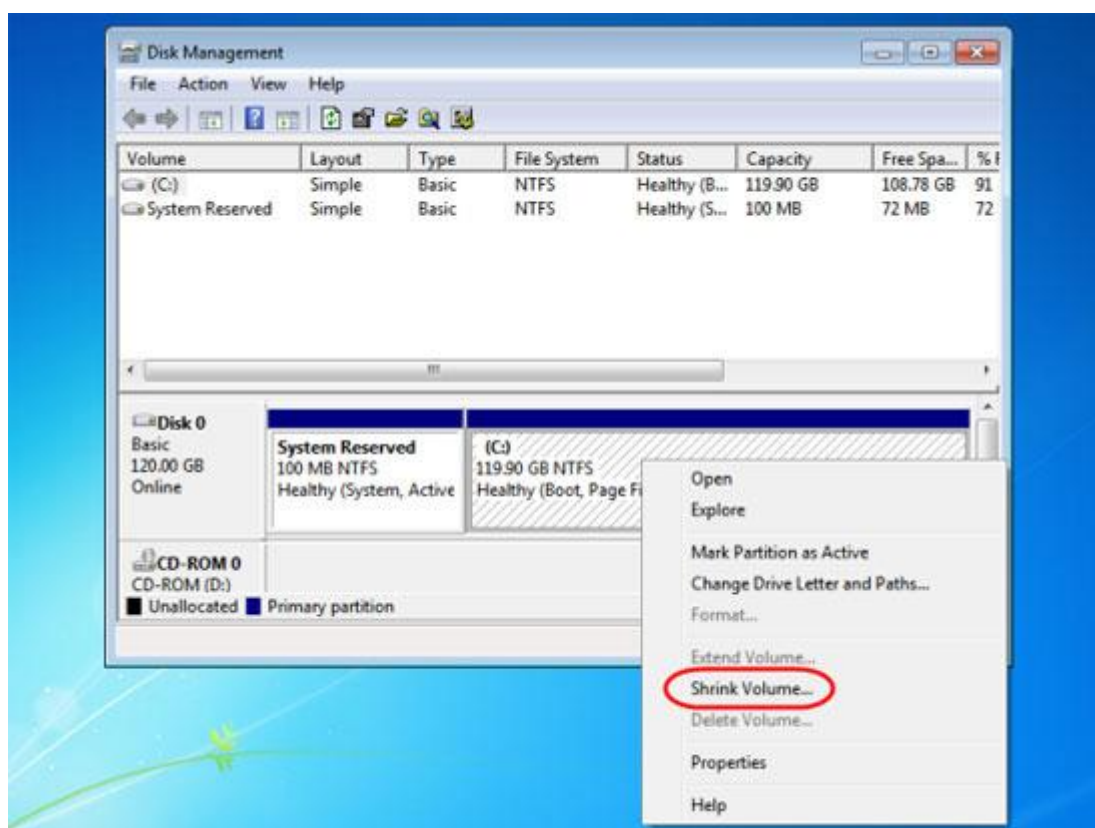 Disk Management
File Action View Help
Volume Layout Type File System Status Capacity Free Spa... %
(C:) Simple Basic NTFS Healthy (B... 119.90 GB 108.78 GB 91
System Reserved Simple Basic NTFS Healthy (S... 100 MB 72 MB 72
Disk 0
Basic
120.00 GB
Online
System Reserved
100 MB NTFS
Healthy (System, Active
(C:)
119.90 GB NTFS
Healthy (Boot, Page Fi
CD-ROM 0
CD-ROM (D:)
Unallocated Primary partition
Open
Explore
Mark Partition as Active
Change Drive Letter and Paths...
Format...
Extend Volume...
Shrink Volume...
Delete Volume...
Properties
Help